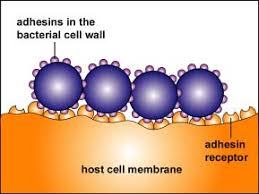 adhesins in the
bacterial cell wall
adhesin
receptor
host cell membrane